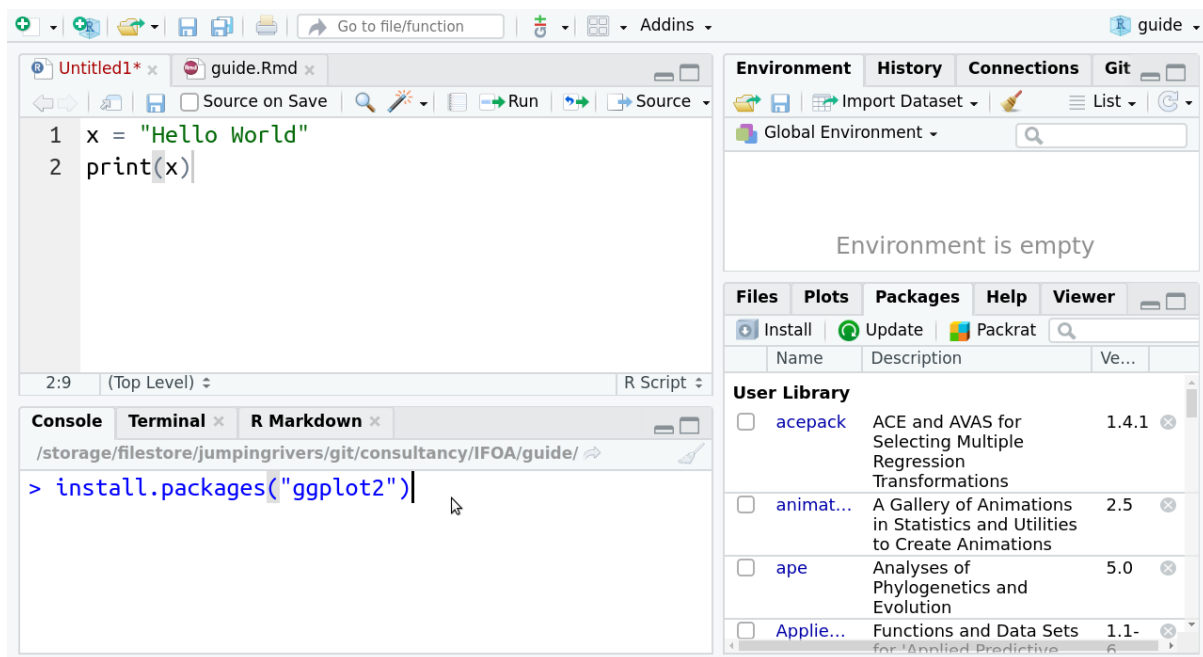 Go to file/function
Addins
guide
Untitled1*
guide.Rmd
Source on Save
Run
Source
1 x = "Hello World"
2 print(x)
2:9 (Top Level) R Script
Console Terminal R Markdown
/storage/filestore/jumpingrivers/git/consultancy/IFOA/guide/
> install.packages("ggplot2")
Environment History Connections Git
Import Dataset List
Global Environment
Environment is empty
Files Plots Packages Help Viewer
Install Update Packrat
Name Description Ve...
User Library
acepack ACE and AVAS for 1.4.1
Selecting Multiple
Regression
Transformations
animat... A Gallery of Animations 2.5
in Statistics and Utilities
to Create Animations
ape Analyses of 5.0
Phylogenetics and
Evolution
Applie... Functions and Data Sets 1.1-
for 'Applied Predictive 6